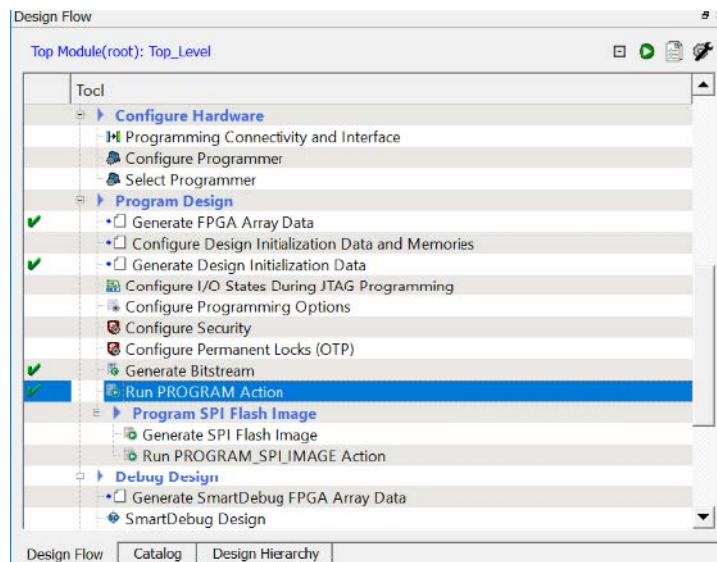 Design Flow
Top Module(root): Top_Level
Tool
Configure Hardware
Programming Connectivity and Interface
Configure Programmer
Select Programmer
Program Design
Generate FPGA Array Data
Configure Design Initialization Data and Memories
Generate Design Initialization Data
Configure I/O States During JTAG Programming
Configure Programming Options
Configure Security
Configure Permanent Locks (OTP)
Generate Bitstream
Run PROGRAM Action
Program SPI Flash Image
Generate SPI Flash Image
Run PROGRAM_SPI_IMAGE Action
Debug Design
Generate SmartDebug FPGA Array Data
SmartDebug Design
Design Flow Catalog Design Hierarchy